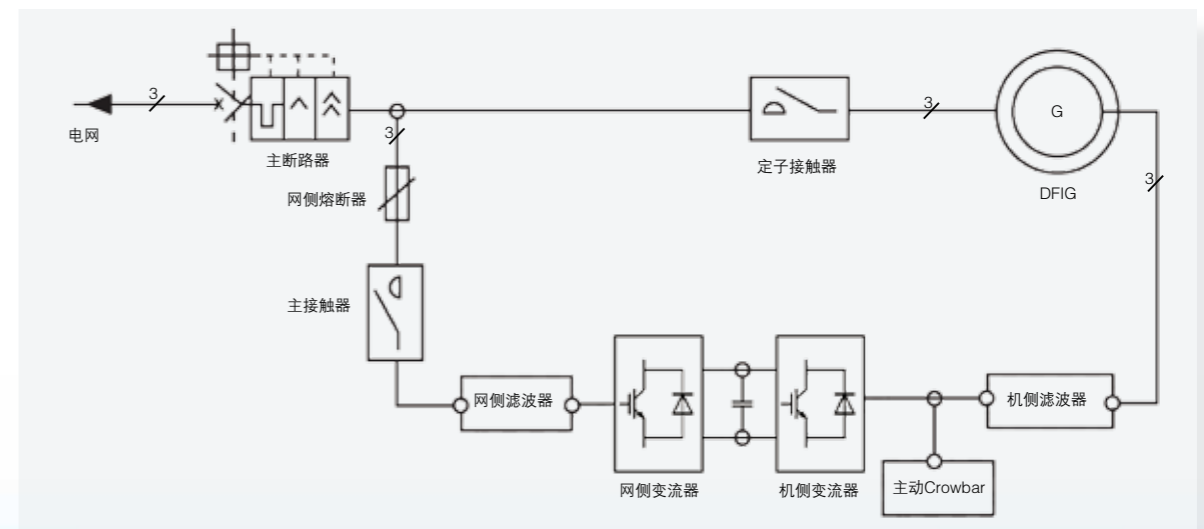 3
电网
主断路器
3
网侧熔断器
定子接触器
3
G
DFIG
3
主接触器
网侧滤波器
网侧变流器
机侧变流器
主动Crowbar
机侧滤波器